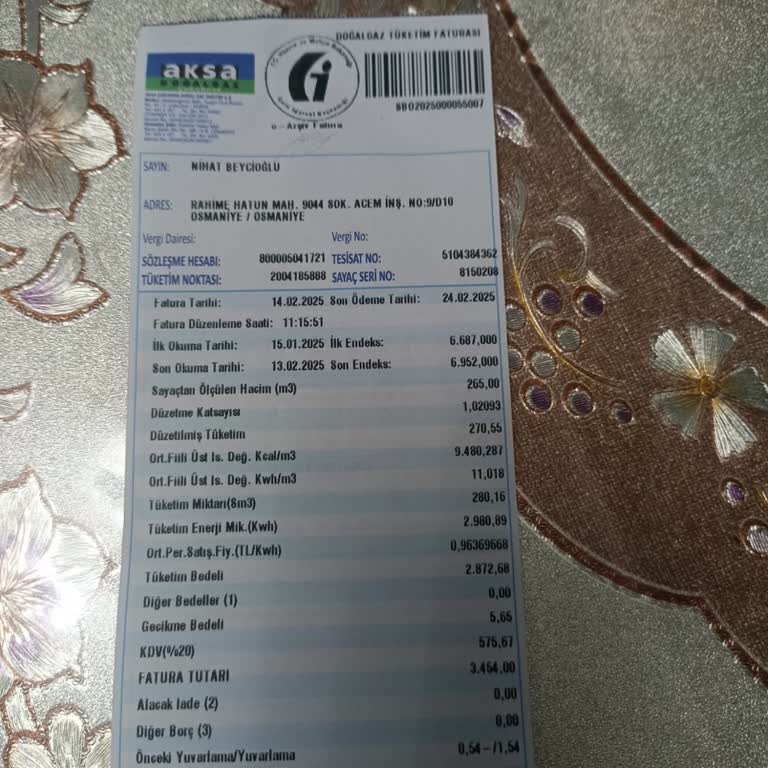 DOĞALGAZ TÜKETİM FATURASI
aKSa
DOĞALGAZ
SB02025000055007
e-Arşiv Fatura
SAYIN: NİHAT BEYCİOĞLU
ADRES: RAHİME HATUN MAH. 9044 SOK. ACEM İNŞ. NO:9/D10
OSMANİYE / OSMANİYE
Vergi Dairesi: Vergi No:
SÖZLEŞME HESABI: 800005041721 TESİSAT NO: 5104384362
TÜKETİM NOKTASI: 2004185888 SAYAÇ SERİ NO: 8150208
Fatura Tarihi: 14.02.2025 Son Ödeme Tarihi: 24.02.2025
Fatura Düzenleme Saati: 11:15:51
İlk Okuma Tarihi: 15.01.2025 İlk Endeks: 6.687,000
Son Okuma Tarihi: 13.02.2025 Son Endeks: 6.952,000
Sayaçtan Ölçülen Hacim (m3) 265,00
Düzeltme Katsayısı 1,02093
Düzeltilmiş Tüketim 270,55
Ort.Fiili Üst Is. Değ. Kcal/m3 9.480,287
Ort.Fiili Üst Is. Değ. Kwh/m3 11,018
Tüketim Miktarı(Sm3) 280,16
Tüketim Enerji Mik.(Kwh) 2.980,89
Ort.Per.Satış.Fiy.(TL/Kwh) 0,96369668
Tüketim Bedeli 2.872,68
Diğer Bedeller (1) 0,00
Gecikme Bedeli 5,65
KDV(%20) 575,67
FATURA TUTARI 3.454,00
Alacak İade (2) 0,00
Diğer Borç (3) 0,00
Önceki Yuvarlama/Yuvarlama 0,54-/1,54